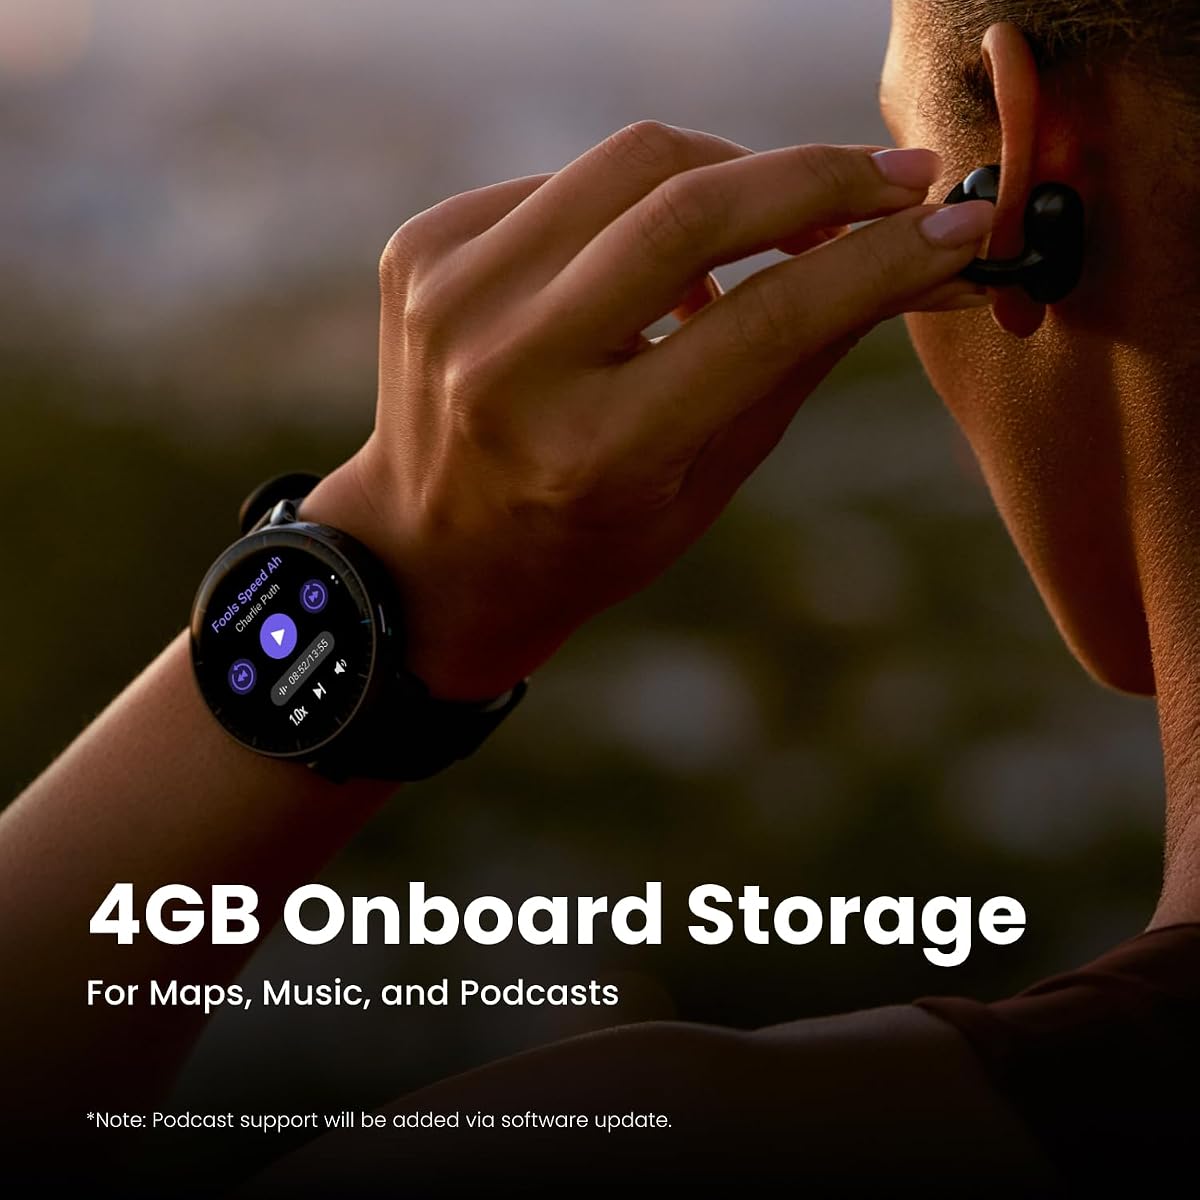 Fools Speed Ah
Charlie Puth
08:52/13:55
1.0x
4GB Onboard Storage
For Maps, Music, and Podcasts
*Note: Podcast support will be added via software update.